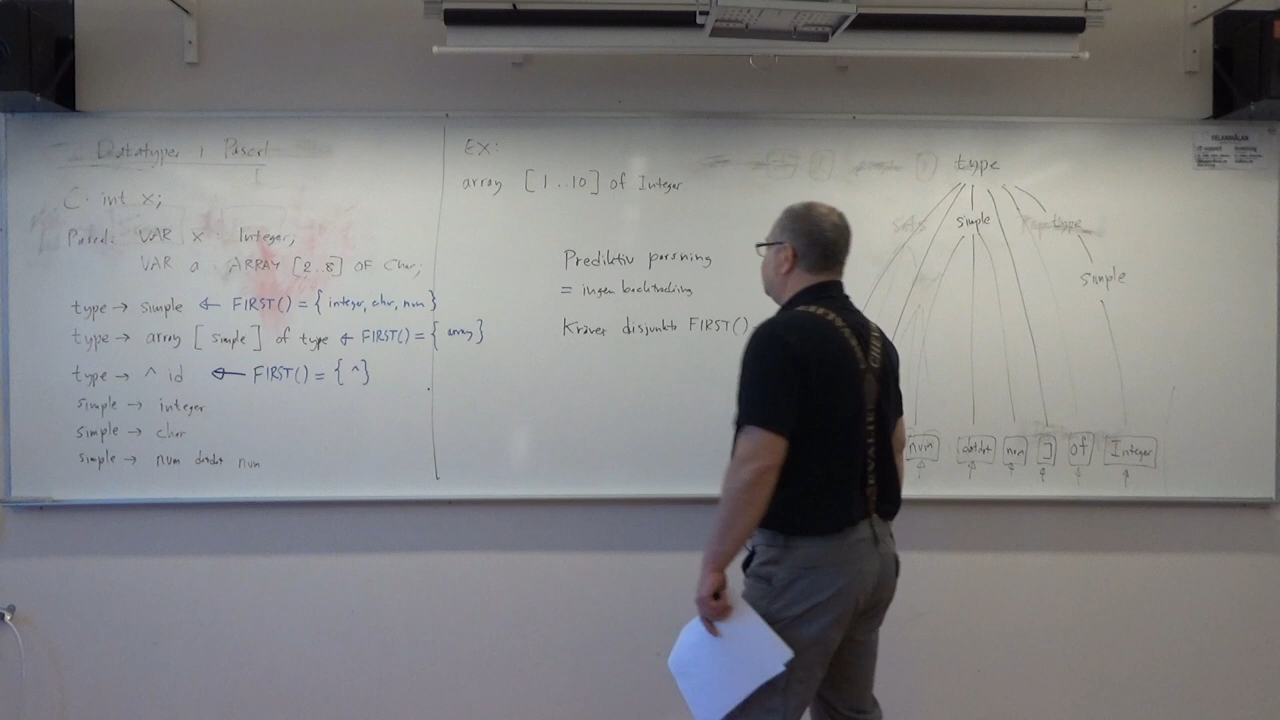 Datatyper i Pascal
C: int x;
Pascal: VAR x : Integer;
VAR a : ARRAY [2..8] OF Char;
type → simple ← FIRST() = { integer, char, num }
type → array [ simple ] of type ← FIRST() = { array }
type → ^ id ← FIRST() = { ^ }
simple → integer
simple → char
simple → num dotdot num
EX:
array [1..10] of Integer
Prediktiv parsning
= ingen backtracking
Kräver disjunkta FIRST()
type
simple type
simple
num dotdot num ] of Integer
FELANMÄLAN